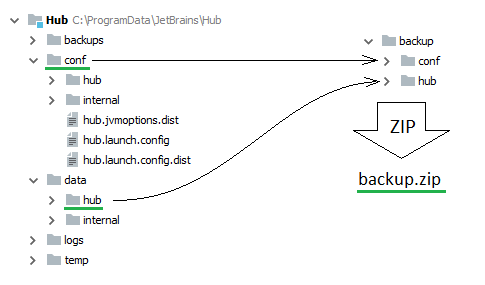 Hub C:\ProgramData\JetBrains\Hub
backups
conf
hub
internal
hub.jvmoptions.dist
hub.launch.config
hub.launch.config.dist
data
hub
internal
logs
temp
backup
conf
hub
ZIP
backup.zip